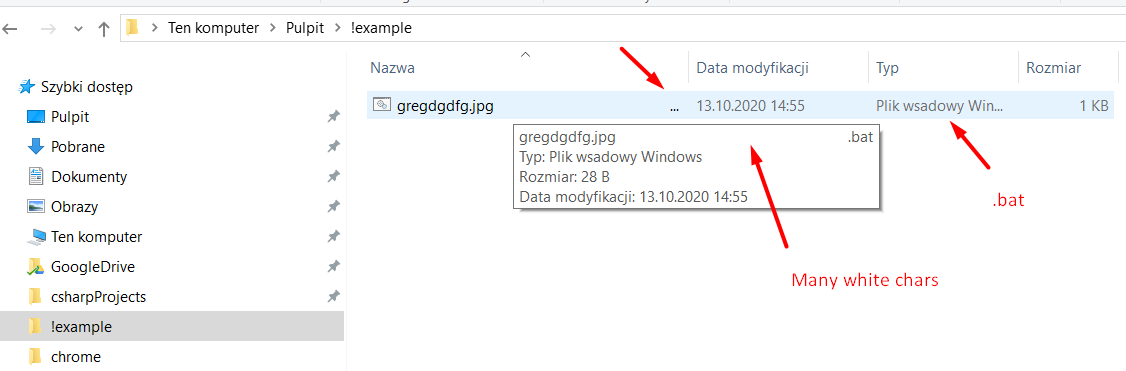 Ten komputer Pulpit !example
Nazwa Data modyfikacji Typ Rozmiar
Szybki dostęp
gregdgdfg.jpg ... 13.10.2020 14:55 Plik wsadowy Win... 1 KB
Pulpit
gregdgdfg.jpg .bat
Pobrane
Typ: Plik wsadowy Windows
Dokumenty
Rozmiar: 28 B
Data modyfikacji: 13.10.2020 14:55
.bat
Obrazy
Ten komputer
GoogleDrive
Many white chars
csharpProjects
!example
chrome